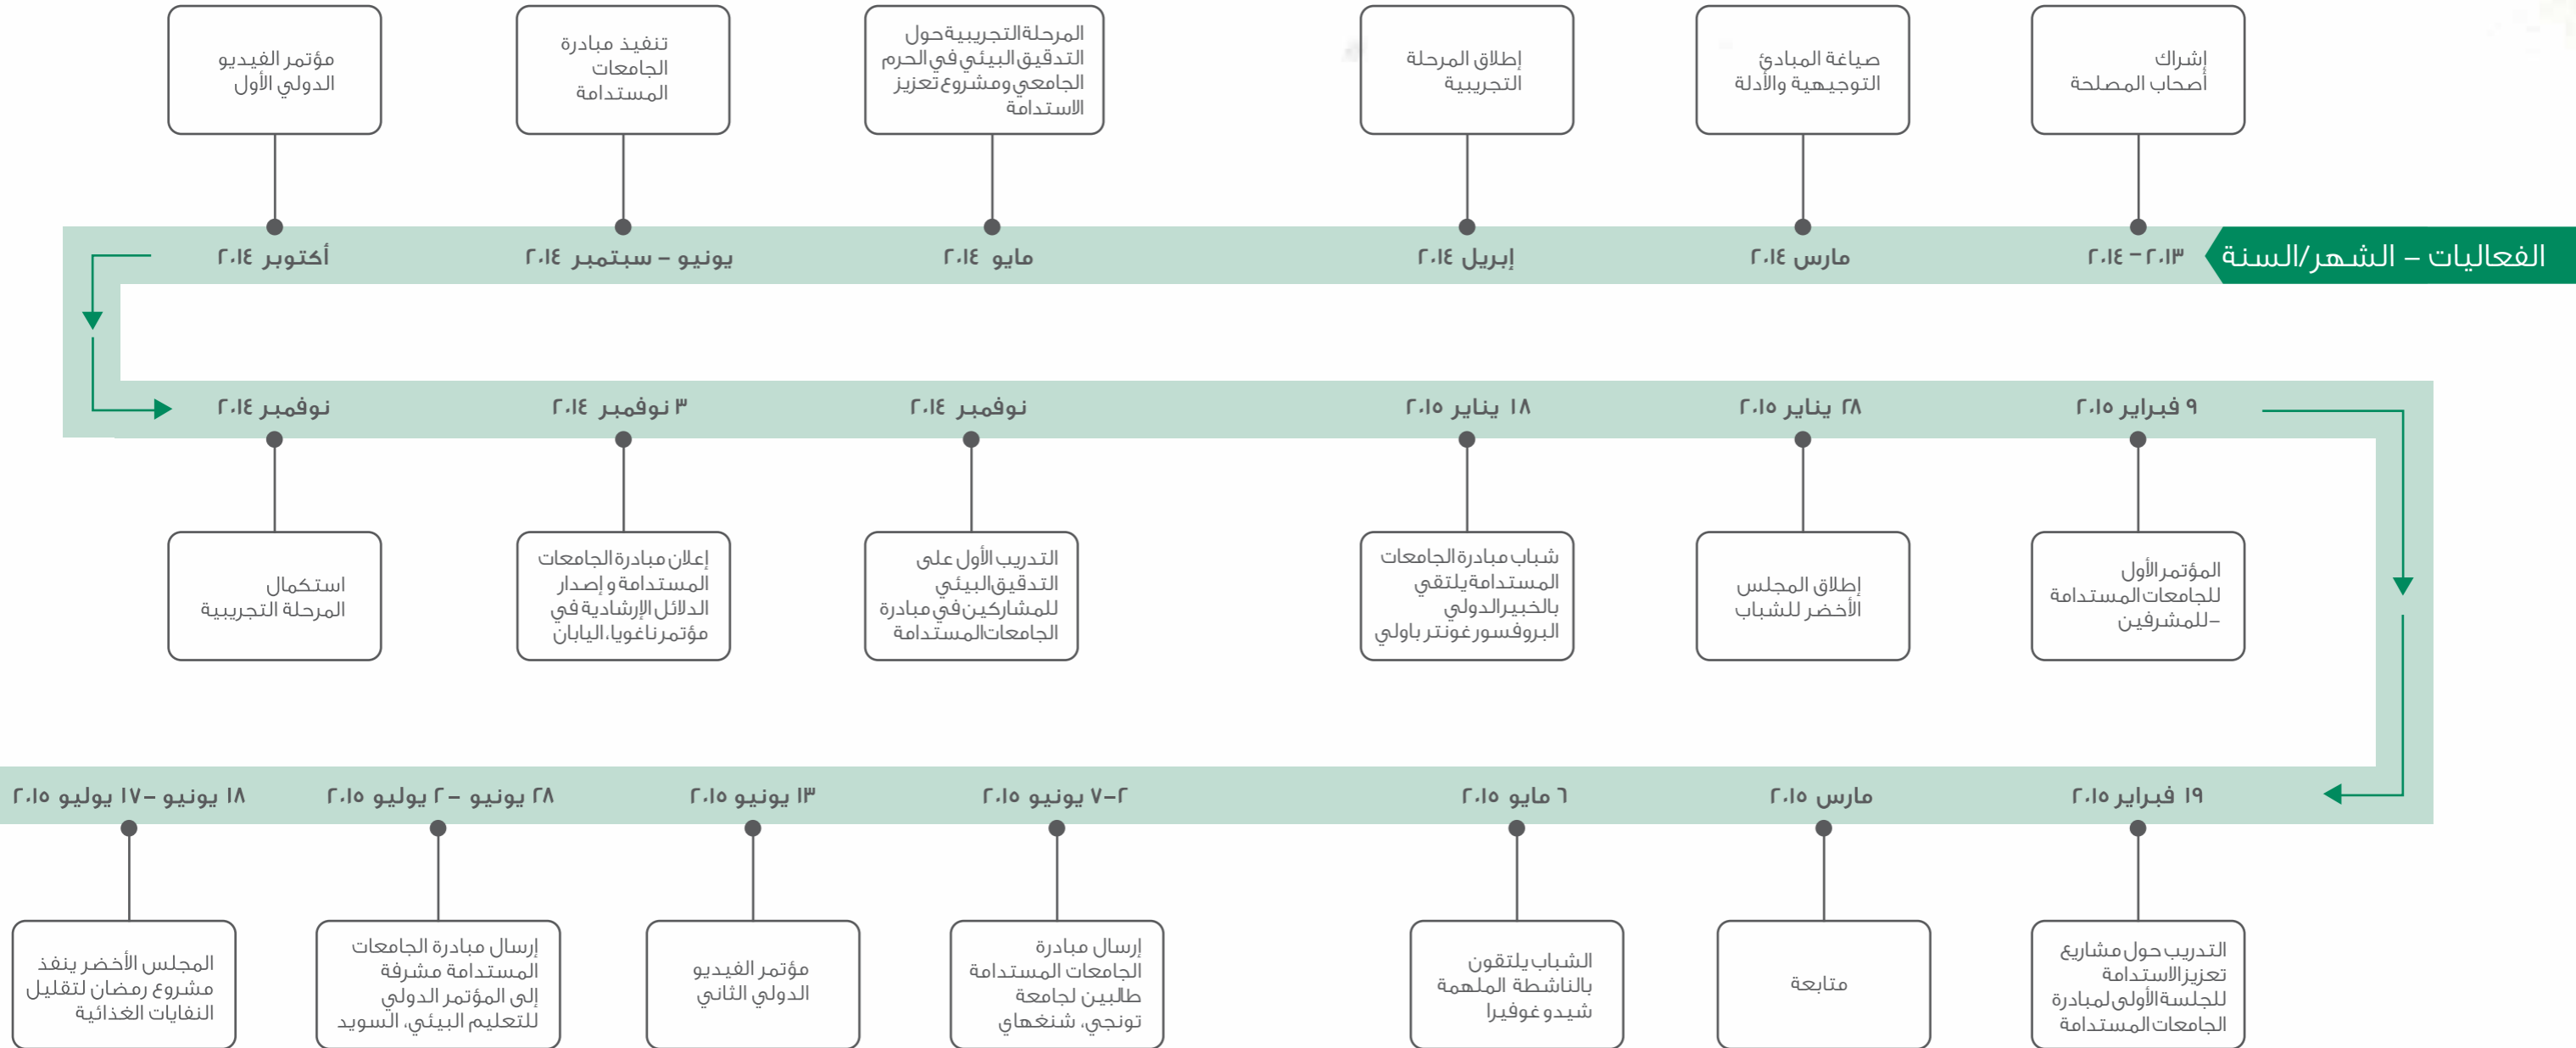 الفعاليات – الشهر/السنة
إشراك
أصحاب المصلحة
٢٠١٣ – ٢٠١٤
صياغة المبادئ
التوجيهية والأدلة
مارس ٢٠١٤
إطلاق المرحلة
التجريبية
إبريل ٢٠١٤
المرحلة التجريبية حول
التدقيق البيئي في الحرم
الجامعي ومشروع تعزيز
الاستدامة
مايو ٢٠١٤
تنفيذ مبادرة
الجامعات
المستدامة
يونيو – سبتمبر ٢٠١٤
مؤتمر الفيديو
الدولي الأول
أكتوبر ٢٠١٤
نوفمبر ٢٠١٤
استكمال
المرحلة التجريبية
٣ نوفمبر ٢٠١٤
إعلان مبادرة الجامعات
المستدامة و إصدار
الدلائل الإرشادية في
مؤتمر ناغويا، اليابان
نوفمبر ٢٠١٤
التدريب الأول على
التدقيق البيئي
للمشاركين في مبادرة
الجامعات المستدامة
١٨ يناير ٢٠١٥
شباب مبادرة الجامعات
المستدامة يلتقي
بالخبير الدولي
البروفسور غونتر باولي
٢٨ يناير ٢٠١٥
إطلاق المجلس
الأخضر للشباب
٩ فبراير ٢٠١٥
المؤتمر الأول
للجامعات المستدامة
–للمشرفين
١٩ فبراير ٢٠١٥
التدريب حول مشاريع
تعزيز الاستدامة
للجلسة الأولى لمبادرة
الجامعات المستدامة
مارس ٢٠١٥
متابعة
٦ مايو ٢٠١٥
الشباب يلتقون
بالناشطة الملهمة
شيدو غوفيرا
٢–٧ يونيو ٢٠١٥
إرسال مبادرة
الجامعات المستدامة
طالبين لجامعة
تونجي، شنغهاي
١٣ يونيو ٢٠١٥
مؤتمر الفيديو
الدولي الثاني
٢٨ يونيو – ٢ يوليو ٢٠١٥
إرسال مبادرة الجامعات
المستدامة مشرفة
إلى المؤتمر الدولي
للتعليم البيئي، السويد
١٨ يونيو – ١٧ يوليو ٢٠١٥
المجلس الأخضر ينفذ
مشروع رمضان لتقليل
النفايات الغذائية